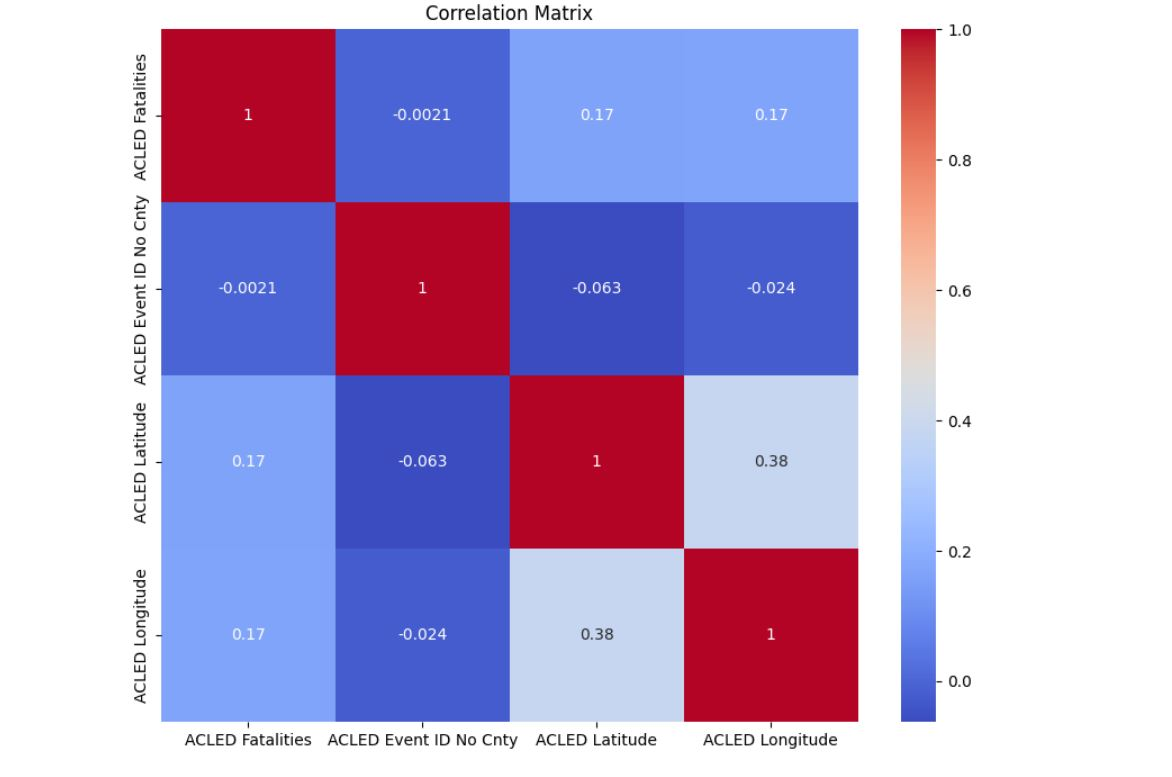 Correlation Matrix
ACLED Fatalities
1
-0.0021
0.17
0.17
ACLED Event ID No Cnty
-0.0021
1
-0.063
-0.024
ACLED Latitude
0.17
-0.063
1
0.38
ACLED Longitude
0.17
-0.024
0.38
1
ACLED Fatalities
ACLED Event ID No Cnty
ACLED Latitude
ACLED Longitude
1.0
0.8
0.6
0.4
0.2
0.0